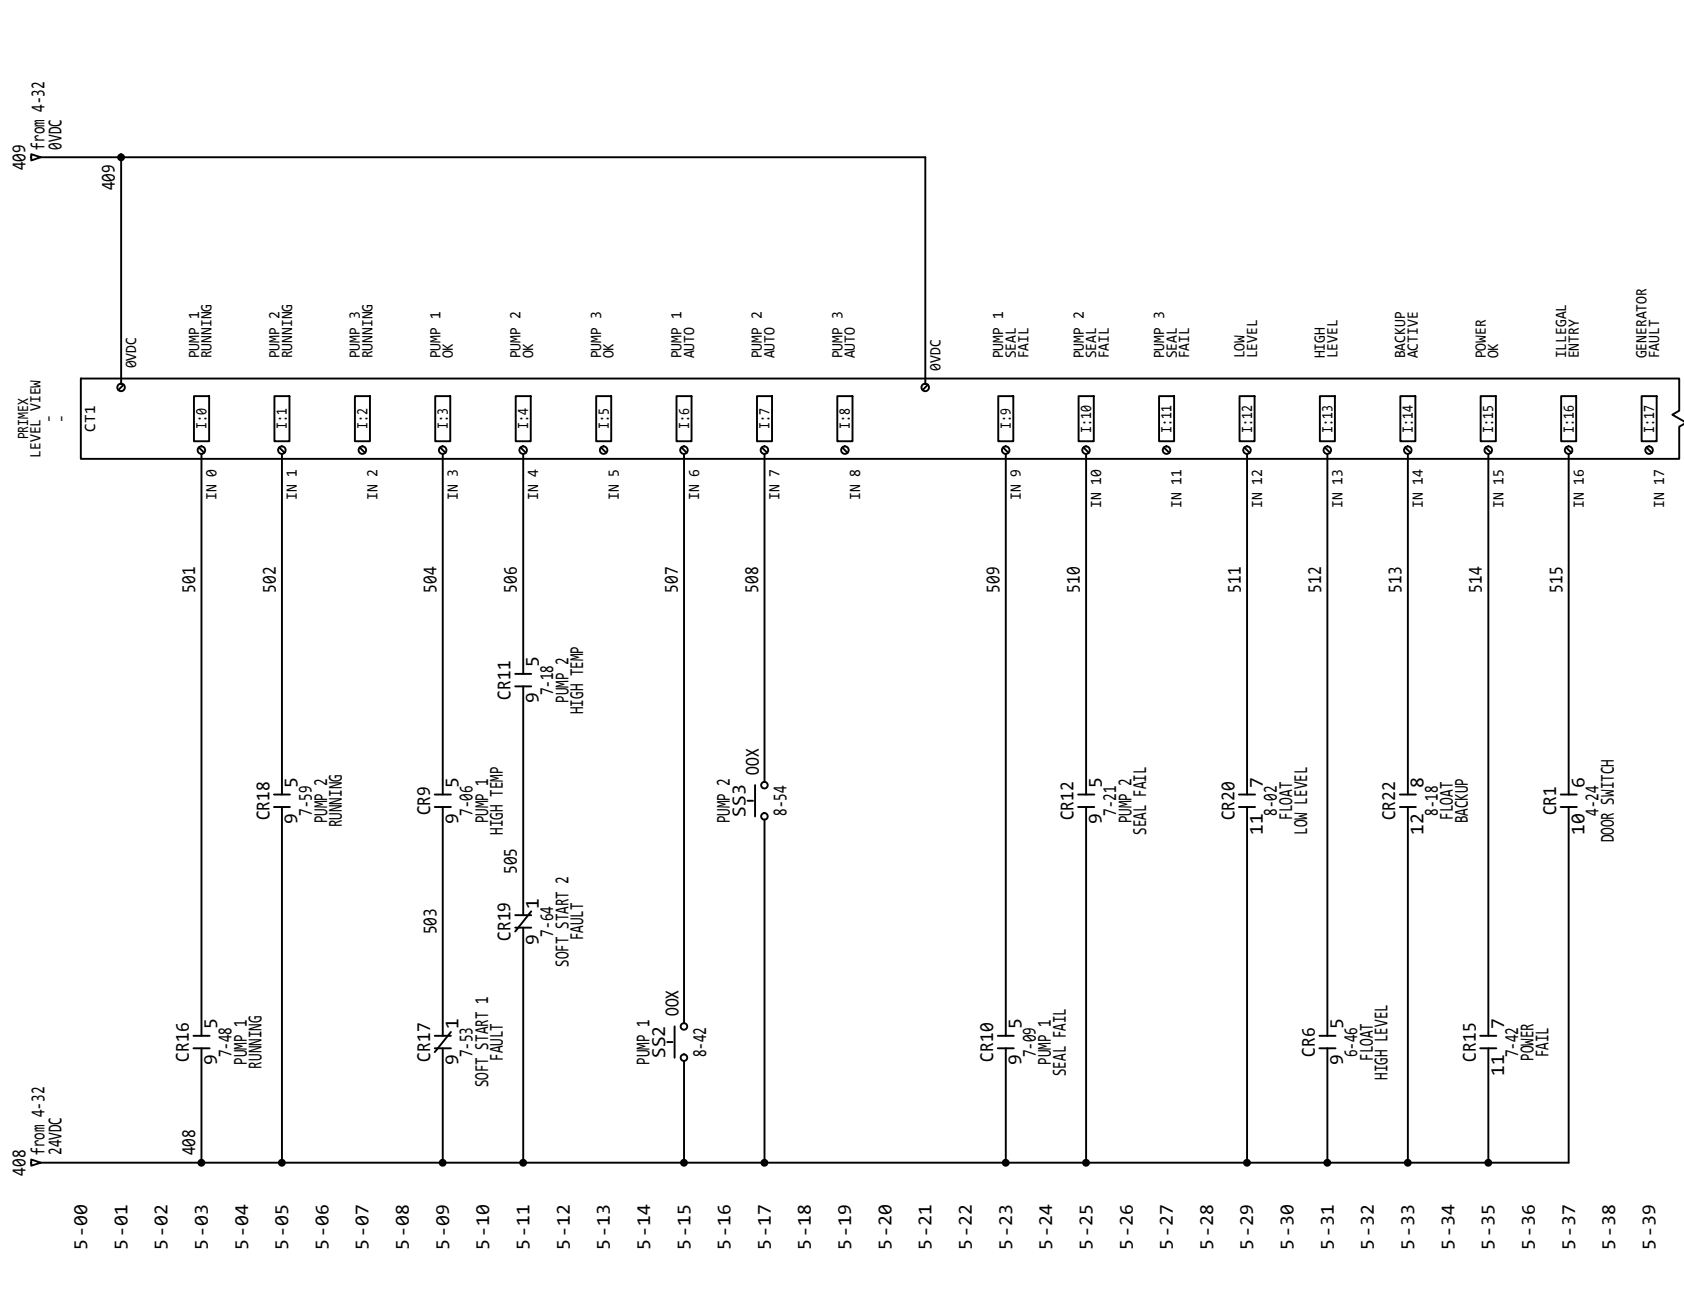 408
from 4-32
24VDC
409
from 4-32
0VDC
PRIMEX
LEVEL VIEW
-
-
CT1
5-00
5-01
409
0VDC
5-02
5-03
408
CR16
9 5
7-48
PUMP 1
RUNNING
501
IN 0
I:0
PUMP 1
RUNNING
5-04
5-05
CR18
9 5
7-59
PUMP 2
RUNNING
502
IN 1
I:1
PUMP 2
RUNNING
5-06
5-07
IN 2
I:2
PUMP 3
RUNNING
5-08
5-09
CR17
9 1
7-53
SOFT START 1
FAULT
503
CR9
9 5
7-06
PUMP 1
HIGH TEMP
504
IN 3
I:3
PUMP 1
OK
5-10
5-11
CR19
9 1
7-64
SOFT START 2
FAULT
505
CR11
9 5
7-18
PUMP 2
HIGH TEMP
506
IN 4
I:4
PUMP 2
OK
5-12
5-13
IN 5
I:5
PUMP 3
OK
5-14
5-15
PUMP 1
SS2
OOX
8-42
507
IN 6
I:6
PUMP 1
AUTO
5-16
5-17
PUMP 2
SS3
OOX
8-54
508
IN 7
I:7
PUMP 2
AUTO
5-18
5-19
IN 8
I:8
PUMP 3
AUTO
5-20
5-21
0VDC
5-22
5-23
CR10
9 5
7-09
PUMP 1
SEAL FAIL
509
IN 9
I:9
PUMP 1
SEAL
FAIL
5-24
5-25
CR12
9 5
7-21
PUMP 2
SEAL FAIL
510
IN 10
I:10
PUMP 2
SEAL
FAIL
5-26
5-27
IN 11
I:11
PUMP 3
SEAL
FAIL
5-28
5-29
CR20
11 7
8-02
FLOAT
LOW LEVEL
511
IN 12
I:12
LOW
LEVEL
5-30
5-31
CR6
9 5
6-46
FLOAT
HIGH LEVEL
512
IN 13
I:13
HIGH
LEVEL
5-32
5-33
CR22
12 8
8-18
FLOAT
BACKUP
513
IN 14
I:14
BACKUP
ACTIVE
5-34
5-35
CR15
11 7
7-42
POWER
FAIL
514
IN 15
I:15
POWER
OK
5-36
5-37
CR1
10 6
4-24
DOOR SWITCH
515
IN 16
I:16
ILLEGAL
ENTRY
5-38
5-39
IN 17
I:17
GENERATOR
FAULT